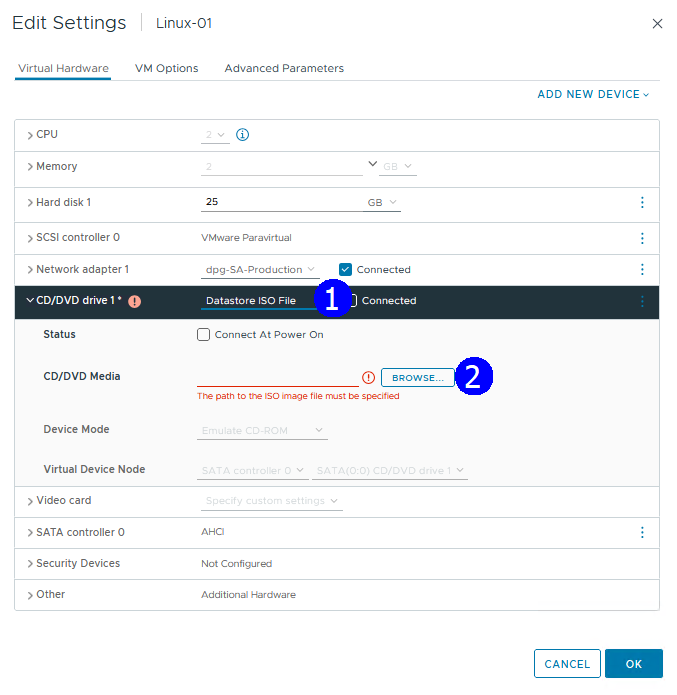 Edit Settings | Linux-01
Virtual Hardware VM Options Advanced Parameters
ADD NEW DEVICE
CPU 2
Memory 2 GB
Hard disk 1 25 GB
SCSI controller 0 VMware Paravirtual
Network adapter 1 dpg-SA-Production Connected
CD/DVD drive 1 * Datastore ISO File 1 Connected
Status Connect At Power On
CD/DVD Media BROWSE... 2
The path to the ISO image file must be specified
Device Mode Emulate CD-ROM
Virtual Device Node SATA controller 0 SATA(0:0) CD/DVD drive 1
Video card Specify custom settings
SATA controller 0 AHCI
Security Devices Not Configured
Other Additional Hardware
CANCEL OK